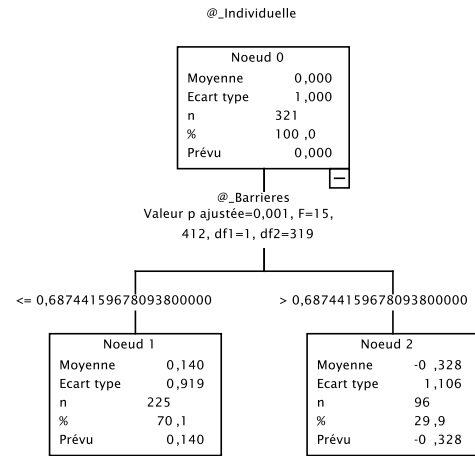 @_Individuelle
Noeud 0
Moyenne 0,000
Ecart type 1,000
n 321
% 100 ,0
Prévu 0,000
@_Barrieres
Valeur p ajustée=0,001, F=15,
412, df1=1, df2=319
<= 0,68744159678093800000
> 0,68744159678093800000
Noeud 1
Moyenne 0,140
Ecart type 0,919
n 225
% 70 ,1
Prévu 0,140
Noeud 2
Moyenne -0 ,328
Ecart type 1,106
n 96
% 29 ,9
Prévu -0 ,328